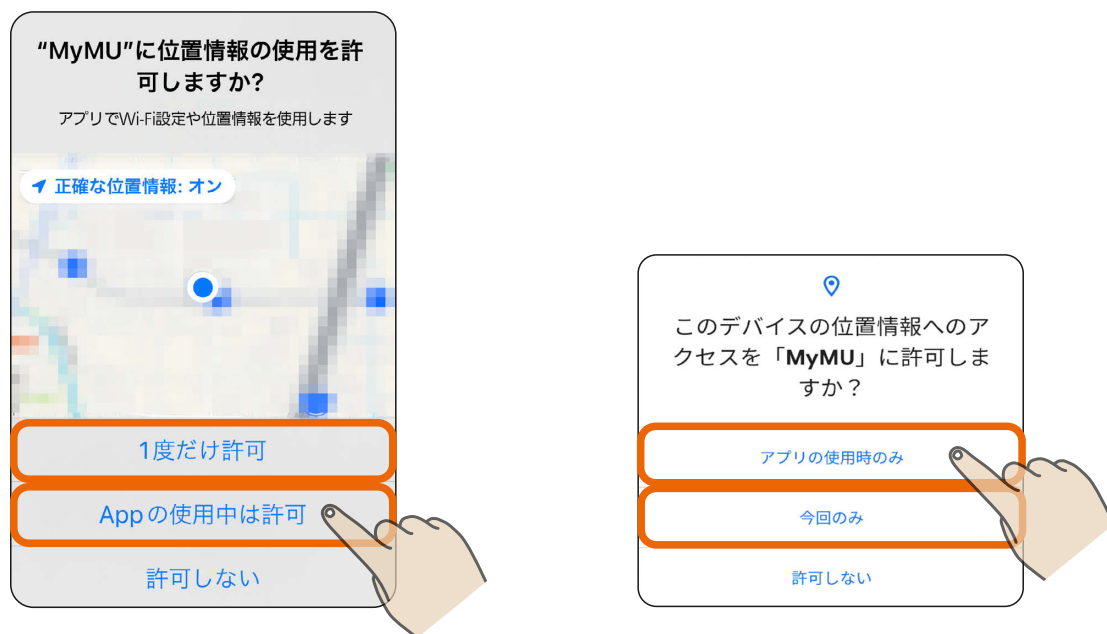 “MyMU”に位置情報の使用を許
可しますか?
アプリでWi-Fi設定や位置情報を使用します
正確な位置情報: オン
1度だけ許可
Appの使用中は許可
許可しない
このデバイスの位置情報へのア
クセスを「MyMU」に許可しま
すか？
アプリの使用時のみ
今回のみ
許可しない